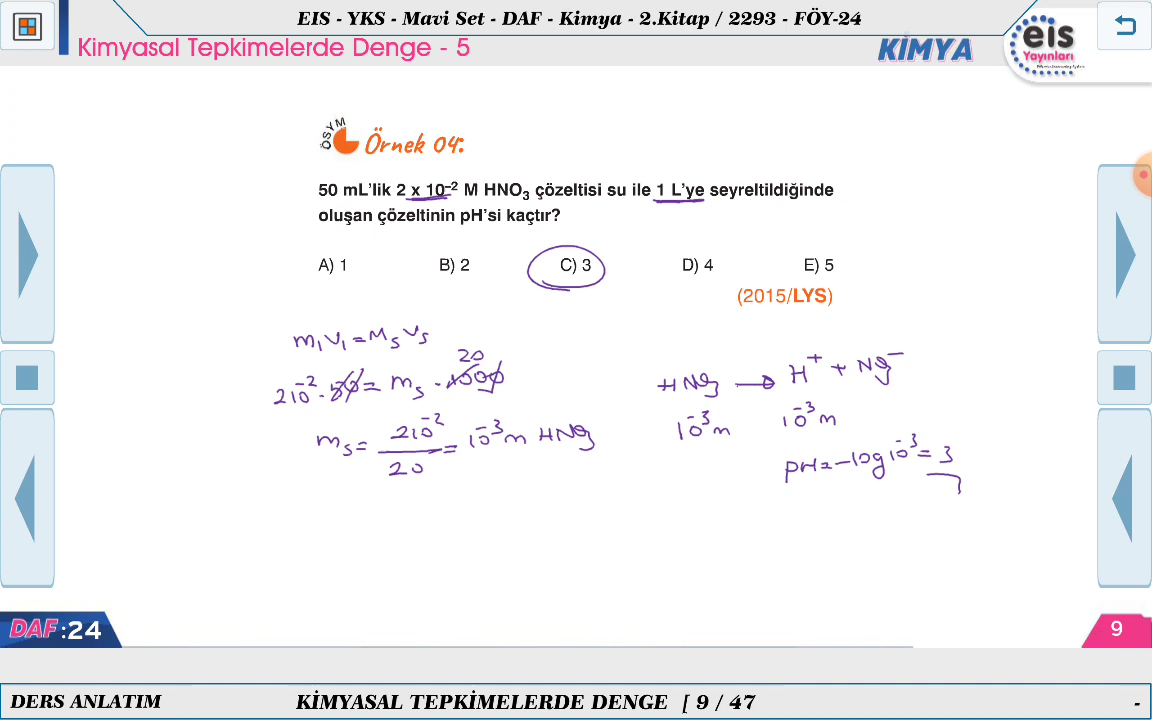 EIS - YKS - Mavi Set - DAF - Kimya - 2.Kitap / 2293 - FÖY-24
Kimyasal Tepkimelerde Denge - 5
KİMYA
eis
Yayınları
ÖSYM
Örnek 04:
50 mL'lik 2 x 10⁻² M HNO₃ çözeltisi su ile 1 L'ye seyreltildiğinde
oluşan çözeltinin pH'si kaçtır?
A) 1 B) 2 C) 3 D) 4 E) 5
(2015/LYS)
M₁V₁ = Mₛ Vₛ
20
2 10⁻² · 50 = Mₛ · 1000
Mₛ = 2 10⁻² / 20 = 10⁻³ M HNO₃
HNO₃ → H⁺ + NO₃⁻
10⁻³ M 10⁻³ M
pH = -log 10⁻³ = 3
DAF :24
9
DERS ANLATIM
KİMYASAL TEPKİMELERDE DENGE [ 9 / 47
-